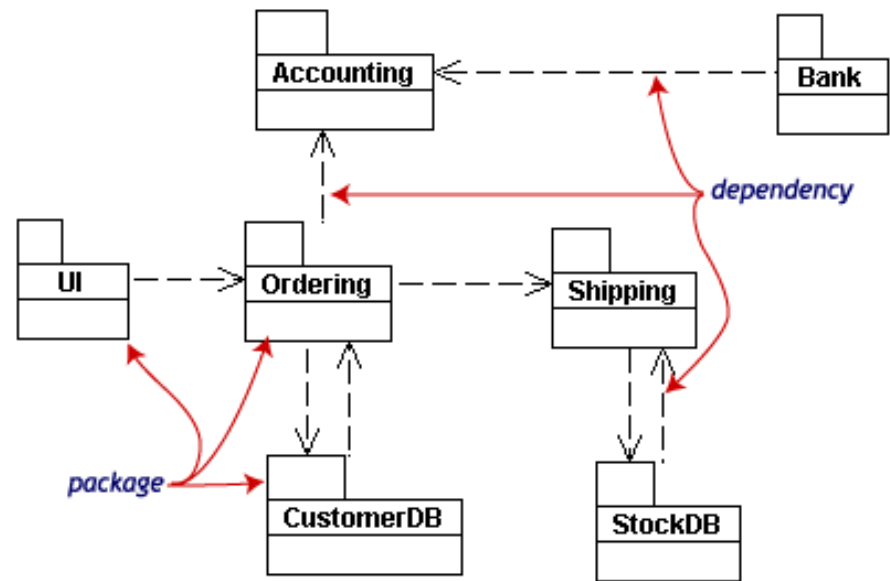 Accounting
Bank
dependency
UI
Ordering
Shipping
package
CustomerDB
StockDB